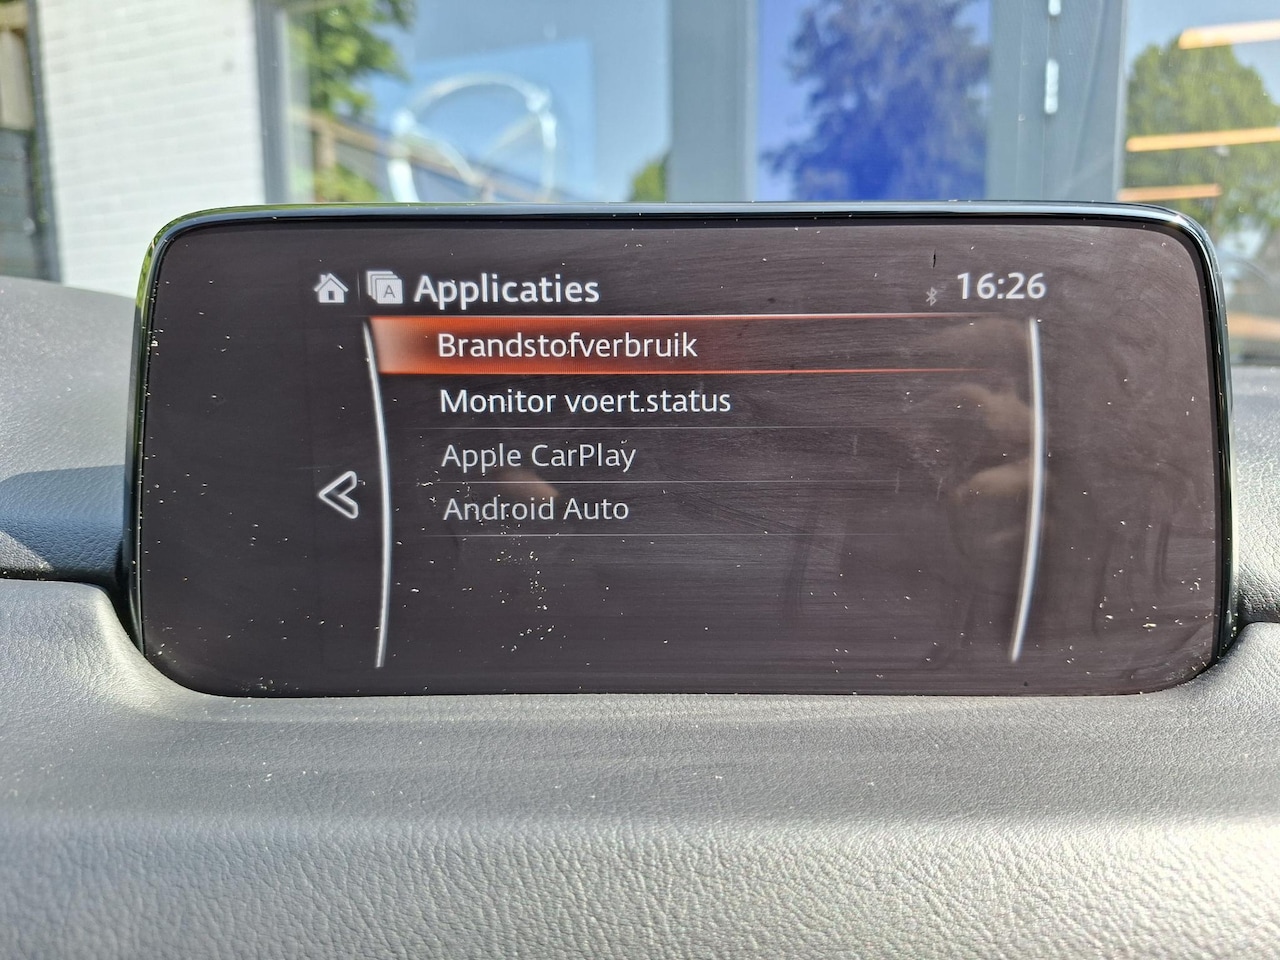 A Applicaties 16:26
Brandstofverbruik
Monitor voert.status
Apple CarPlay
Android Auto